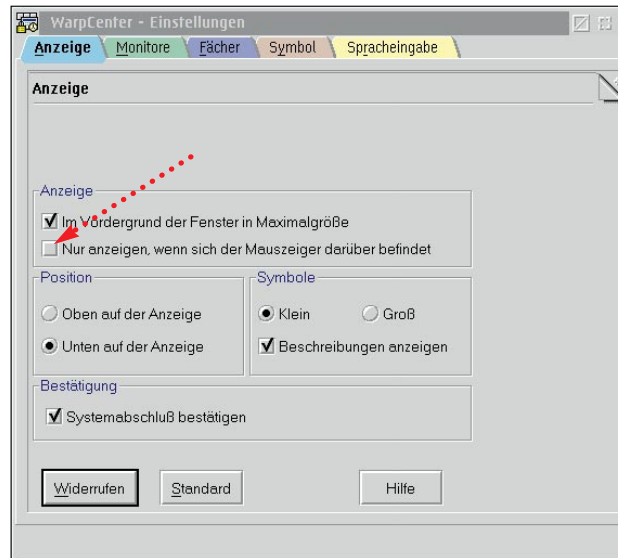 WarpCenter - Einstellungen
Anzeige Monitore Fächer Symbol Spracheingabe
Anzeige
Anzeige
Im Vordergrund der Fenster in Maximalgröße
Nur anzeigen, wenn sich der Mauszeiger darüber befindet
Position
Oben auf der Anzeige
Unten auf der Anzeige
Symbole
Klein Groß
Beschreibungen anzeigen
Bestätigung
Systemabschluß bestätigen
Widerrufen Standard Hilfe